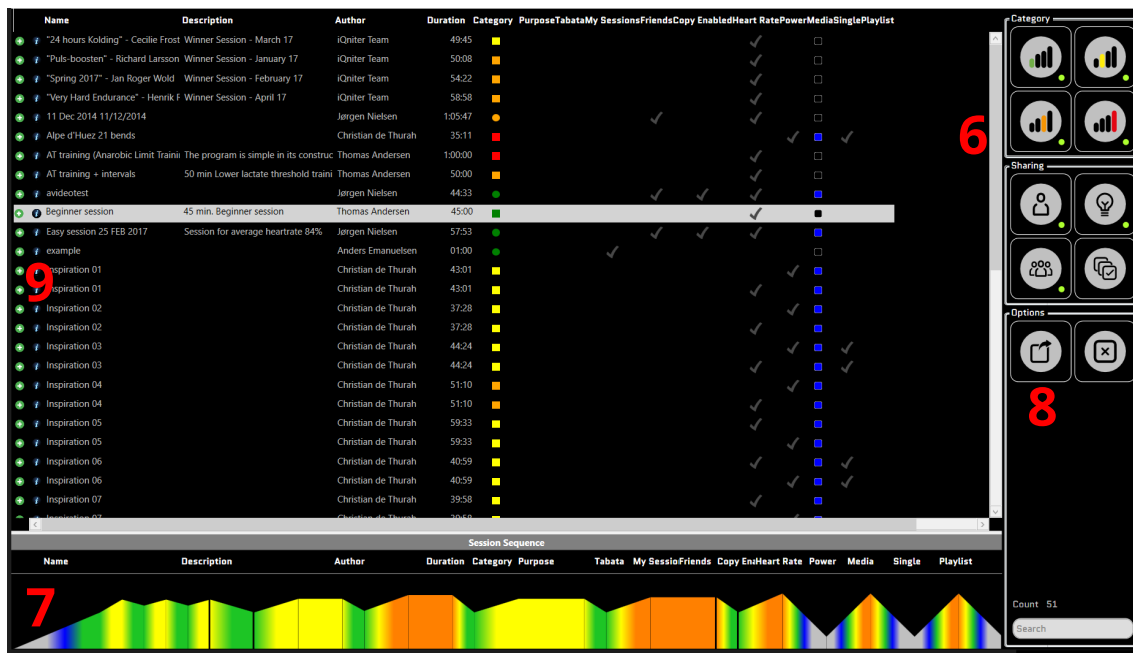 Name Description Author Duration Category Purpose Tabata My Sessions Friends Copy Enabled Heart Rate Power Media Single Playlist
"24 hours Kolding" - Cecilie Frost Winner Session - March 17 iQniter Team 49:45
"Puls-boosten" - Richard Larsson Winner Session - January 17 iQniter Team 50:08
"Spring 2017" - Jan Roger Wold Winner Session - February 17 iQniter Team 54:22
"Very Hard Endurance" - Henrik F Winner Session - April 17 iQniter Team 58:58
11 Dec 2014 11/12/2014 Jørgen Nielsen 1:05:47
Alpe d'Huez 21 bends Christian de Thurah 35:11
AT training (Anarobic Limit Traini The program is simple in its construc Thomas Andersen 1:00:00
AT training + intervals 50 min Lower lactate threshold traini Thomas Andersen 50:00
avideotest Jørgen Nielsen 44:33
Beginner session 45 min. Beginner session Thomas Andersen 45:00
Easy session 25 FEB 2017 Session for average heartrate 84% Jørgen Nielsen 57:53
example Anders Emanuelsen 01:00
Inspiration 01 Christian de Thurah 43:01
Inspiration 01 Christian de Thurah 43:01
Inspiration 02 Christian de Thurah 37:28
Inspiration 02 Christian de Thurah 37:28
Inspiration 03 Christian de Thurah 44:24
Inspiration 03 Christian de Thurah 44:24
Inspiration 04 Christian de Thurah 51:10
Inspiration 04 Christian de Thurah 51:10
Inspiration 05 Christian de Thurah 59:33
Inspiration 05 Christian de Thurah 59:33
Inspiration 06 Christian de Thurah 40:59
Inspiration 06 Christian de Thurah 40:59
Inspiration 07 Christian de Thurah 39:58
Inspiration 07 Christian de Thurah 39:58
9
6
Category
Sharing
Options
8
Count 51
Search
Session Sequence
Name Description Author Duration Category Purpose Tabata My Sessio Friends Copy Ena Heart Rate Power Media Single Playlist
7